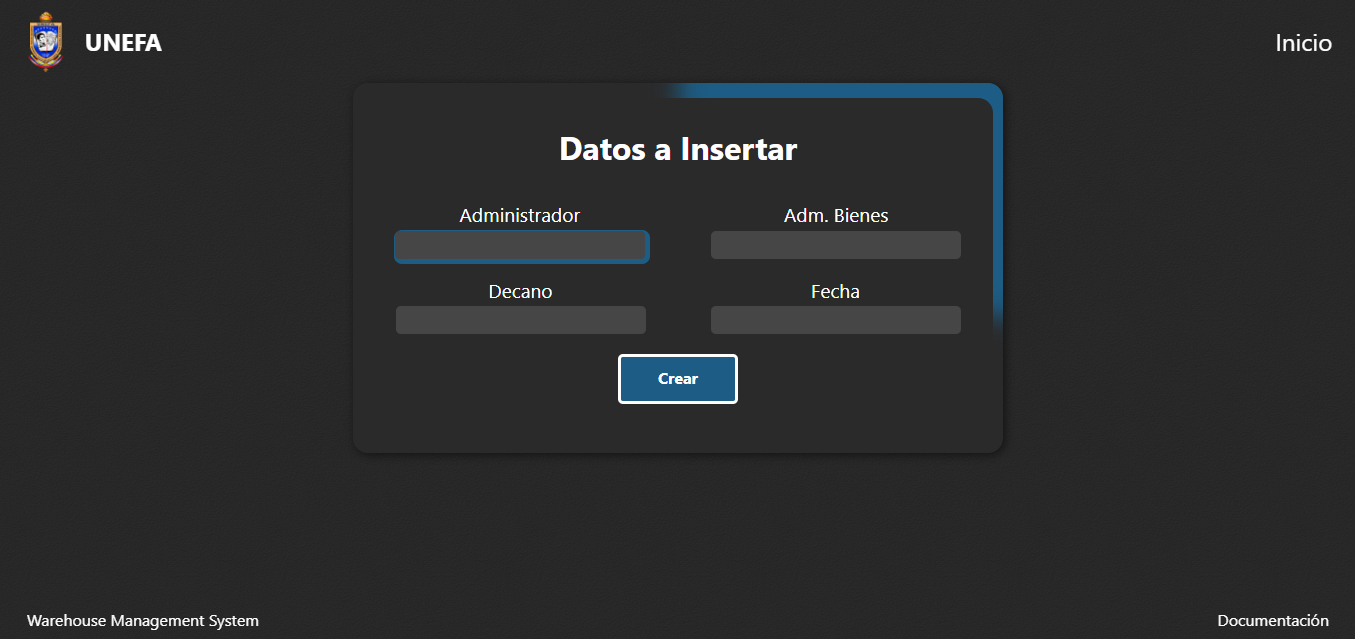 UNEFA
Inicio
Datos a Insertar
Administrador
Adm. Bienes
Decano
Fecha
Crear
Warehouse Management System
Documentación